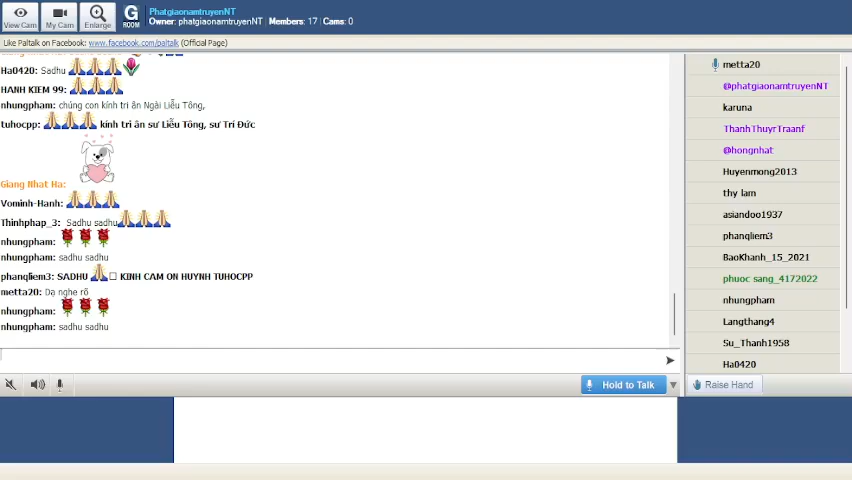 View Cam
My Cam
Enlarge
G
ROOM
PhatgiaonamtruyenNT
Owner: phatgiaonamtruyenNT Members: 17 Cams: 0
Like Paltalk on Facebook: www.facebook.com/paltalk (Official Page)
Ha0420: Sadhu
HANH KIEM 99:
nhungpham: chúng con kính tri ân Ngài Liễu Tông,
tuhocpp: kính tri ân sư Liễu Tông, sư Trí Đức
Giang Nhat Ha:
Vominh-Hanh:
Thinhphap_3: Sadhu sadhu
nhungpham:
nhungpham: sadhu sadhu
phanqliem3: SADHU KINH CAM ON HUYNH TUHOCPP
metta20: Dạ nghe rõ
nhungpham:
nhungpham: sadhu sadhu
Hold to Talk
metta20
@phatgiaonamtruyenNT
karuna
ThanhThuyrTraanf
@hongnhat
Huyenmong2013
thy lam
asiandoo1937
phanqliem3
BaoKhanh_15_2021
phuoc sang_4172022
nhungpham
Langthang4
Su_Thanh1958
Ha0420
Raise Hand